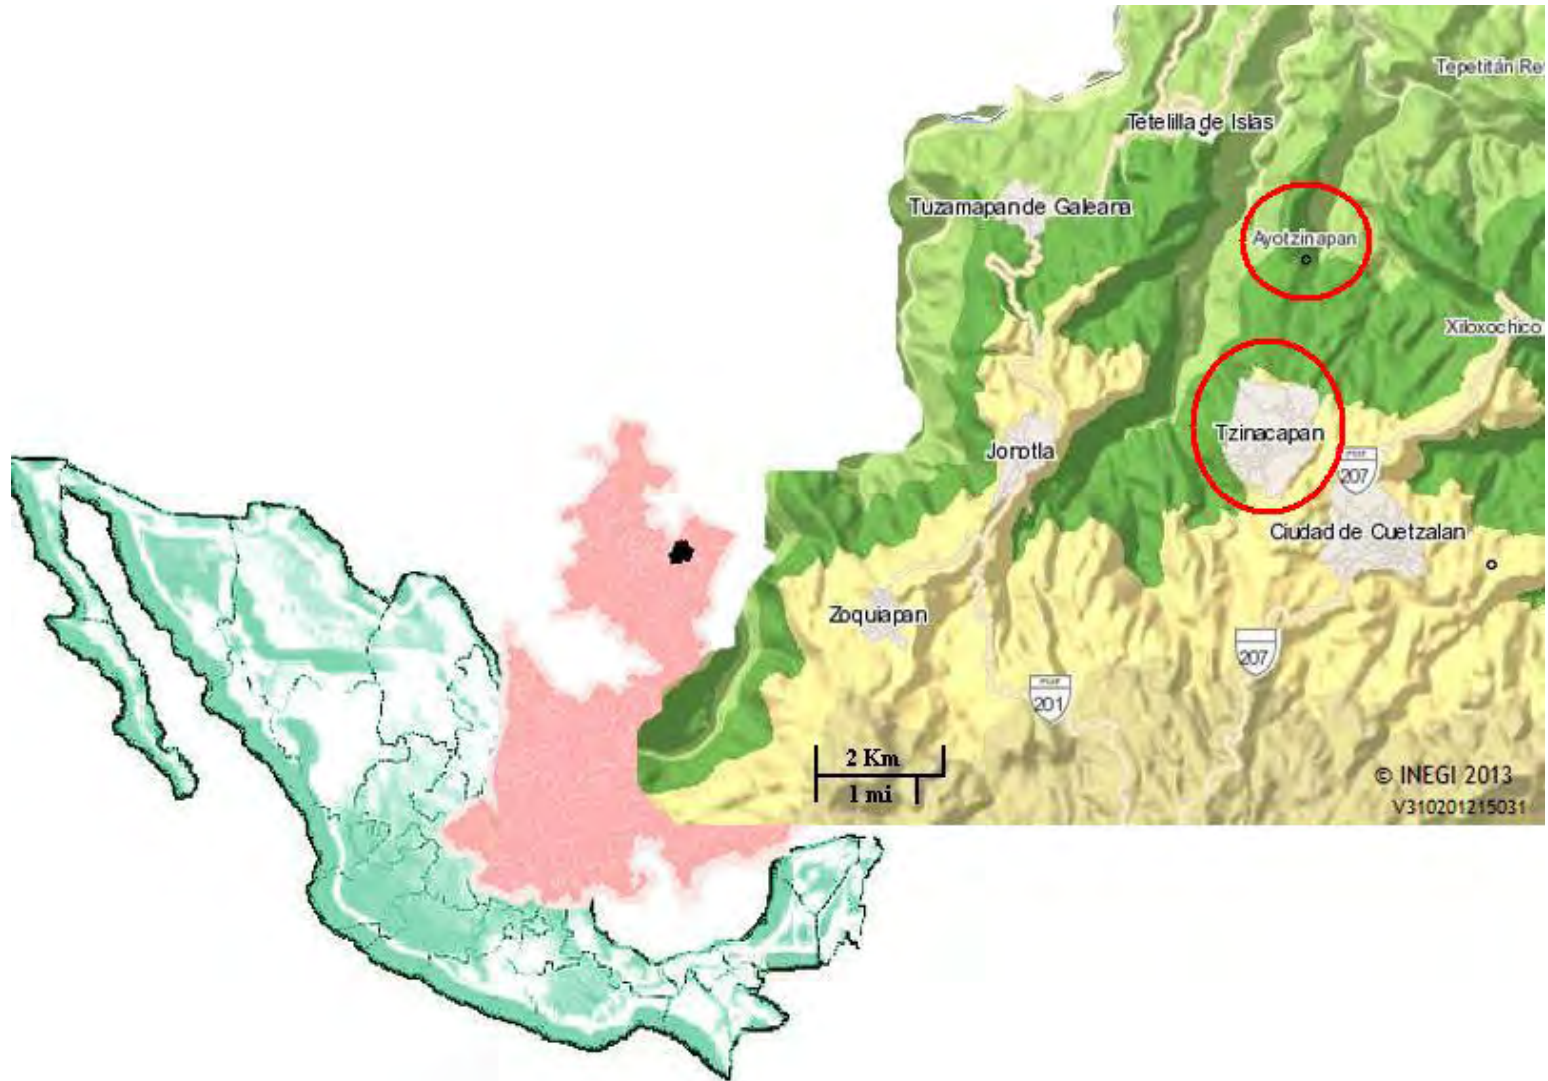 Tepetitán Re
Tetelilla de Islas
Tuzamapan de Galeana
Ayotzinapan
Xiloxochico
Tzinacapan
Jonotla
207
Ciudad de Cuetzalan
Zoquiapan
207
201
2 Km
1 mi
© INEGI 2013
V310201215031